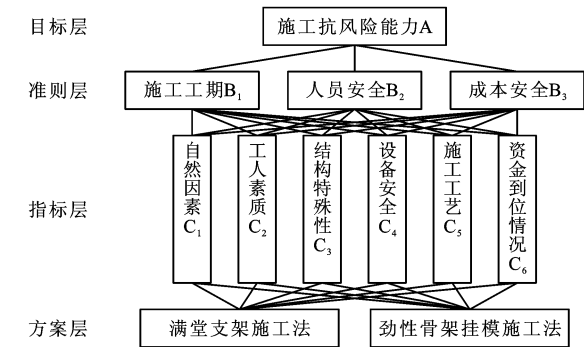 目标层
施工抗风险能力A
准则层
施工工期B₁
人员安全B₂
成本安全B₃
指标层
自然因素C₁
工人素质C₂
结构特殊性C₃
设备安全C₄
施工工艺C₅
资金到位情况C₆
方案层
满堂支架施工法
劲性骨架挂模施工法